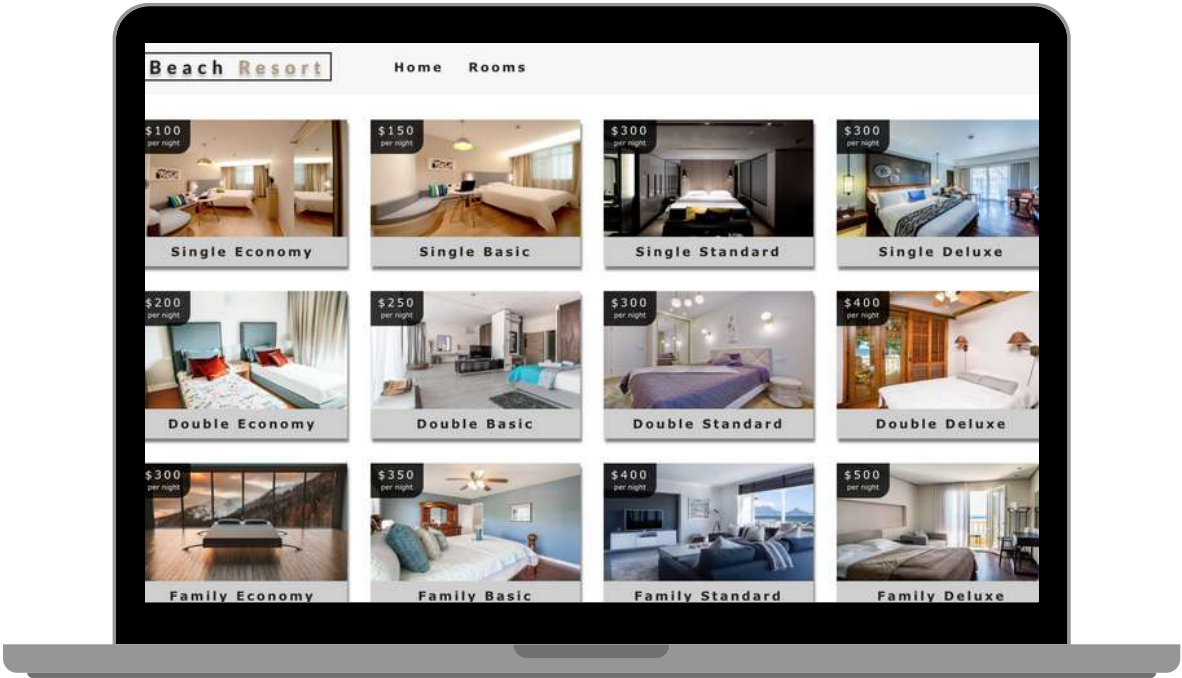 Beach Resort
Home Rooms
$100
per night
$150
per night
$300
per night
$300
per night
Single Economy
Single Basic
Single Standard
Single Deluxe
$200
per night
$250
per night
$300
per night
$400
per night
Double Economy
Double Basic
Double Standard
Double Deluxe
$300
per night
$350
per night
$400
per night
$500
per night
Family Economy
Family Basic
Family Standard
Family Deluxe